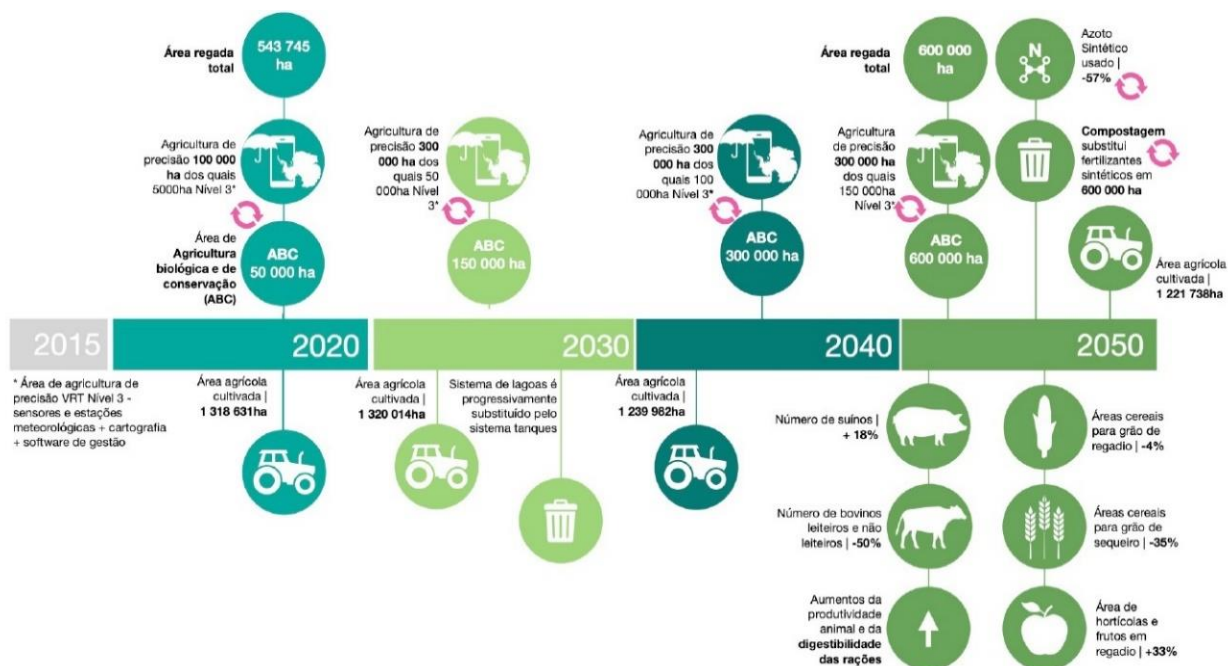 Área regada
total
543 745
ha
Agricultura de
precisão 100 000
ha dos quais
5000ha Nível 3*
Área de
Agricultura
biológica e de
conservação
(ABC)
ABC
50 000 ha
Agricultura de
precisão 300
000 ha dos
quais 50
000ha Nível
3*
ABC
150 000 ha
Agricultura de
precisão 300
000 ha dos
quais 100
000ha Nível 3*
ABC
300 000 ha
Área regada
total
600 000
ha
Agricultura
de precisão
300 000 ha
dos quais
150 000ha
Nível 3*
ABC
600 000 ha
N
Azoto
Sintético
usado |
-57%
Compostagem
substitui
fertilizantes
sintéticos em
600 000 ha
Área agrícola
cultivada |
1 221 738ha
2015
2020
2030
2040
2050
* Área de agricultura de
precisão VRT Nível 3 -
sensores e estações
meteorológicas + cartografia
+ software de gestão
Área agrícola
cultivada |
1 318 631ha
Área agrícola
cultivada |
1 320 014ha
Sistema de lagoas é
progressivamente
substituído pelo
sistema tanques
Área agrícola
cultivada |
1 239 982ha
Número de suínos |
+ 18%
Áreas cereais
para grão de
regadio | -4%
Número de bovinos
leiteiros e não
leiteiros | -50%
Áreas cereais
para grão de
sequeiro | -35%
Aumentos da
produtividade
animal e da
digestibilidade
das rações
Área de
hortícolas e
frutos em
regadio | +33%